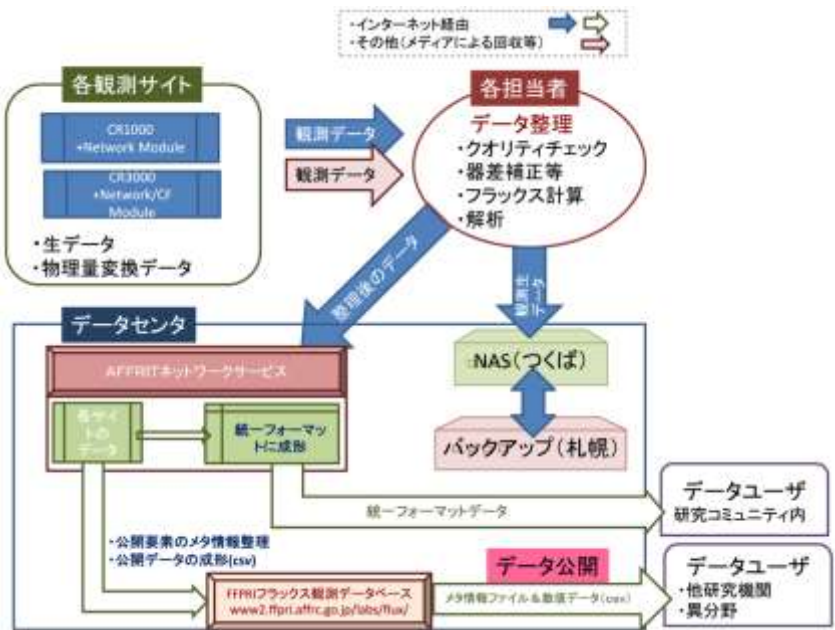 ・インターネット経由
・その他(メディアによる回収等)
各観測サイト
CR1000
+Network Module
CR3000
+Network/CF
Module
・生データ
・物理量変換データ
観測データ
観測データ
各担当者
データ整理
・クオリティチェック
・器差補正等
・フラックス計算
・解析
整理後のデータ
観測生
データ
データセンタ
AFFRITネットワークサービス
各サイ
トの
データ
統一フォーマッ
トに成形
NAS(つくば)
バックアップ(札幌)
統一フォーマットデータ
データユーザ
研究コミュニティ内
・公開要素のメタ情報整理
・公開データの成形(csv)
FFPRIフラックス観測データベース
www2.ffpri.affrc.go.jp/labs/flux/
データ公開
メタ情報ファイル&数値データ(csv)
データユーザ
・他研究機関
・異分野